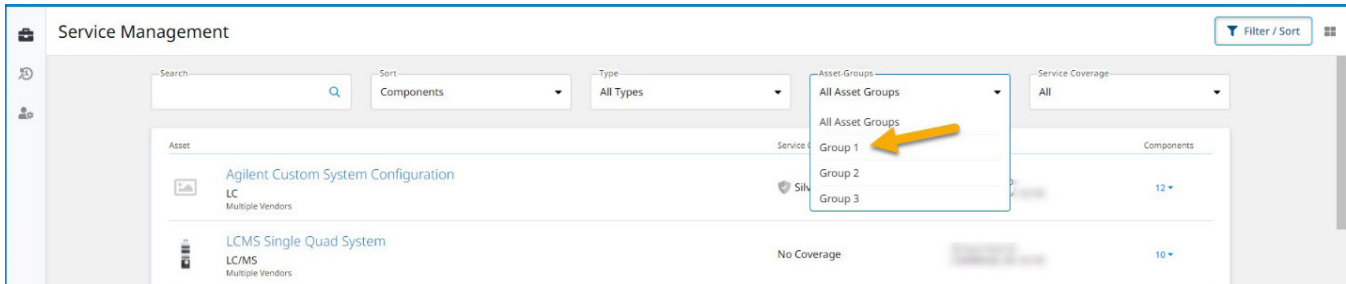 Service Management
Filter / Sort
Search
Sort
Components
Type
All Types
Asset Groups
All Asset Groups
Service Coverage
All
All Asset Groups
Group 1
Group 2
Group 3
Asset
Service
Components
Agilent Custom System Configuration
LC
Multiple Vendors
Silv
12
LCMS Single Quad System
LC/MS
Multiple Vendors
No Coverage
10